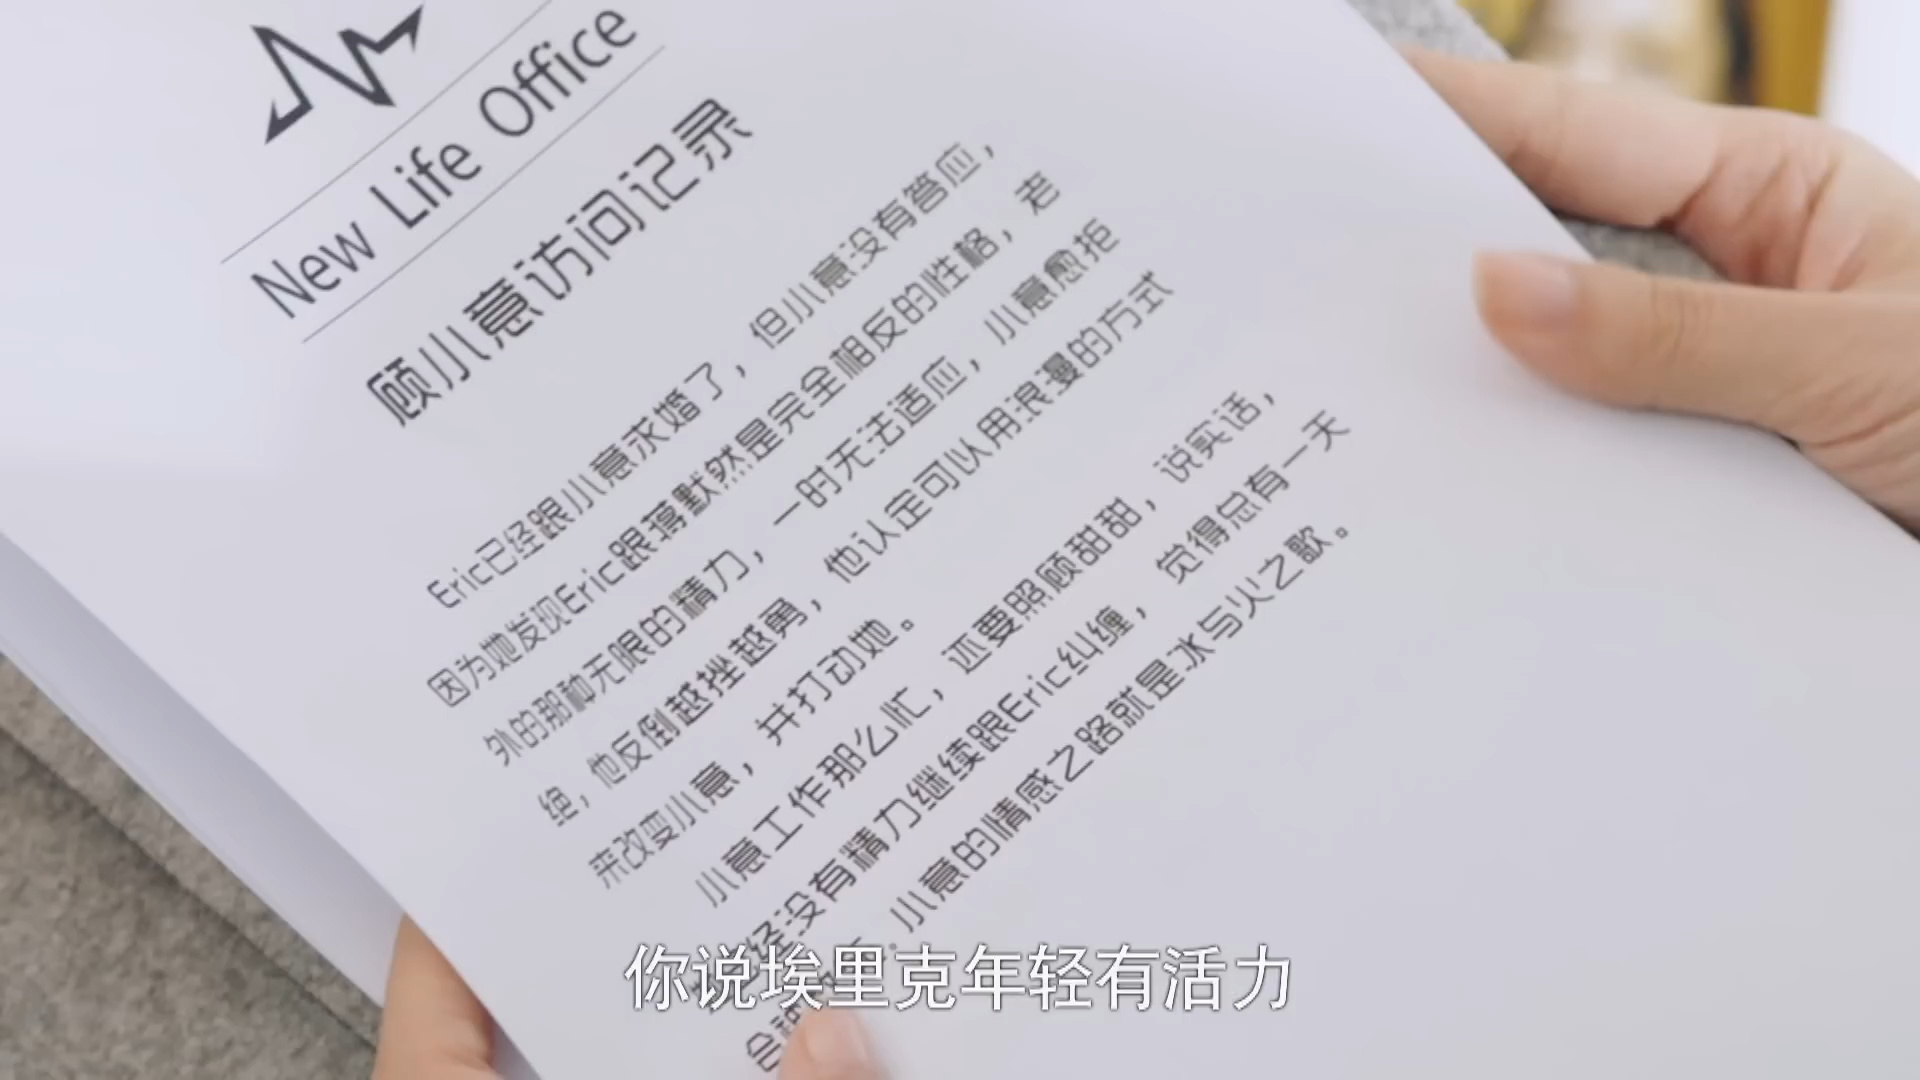 New Life Office
顾小意访问记录
Eric已经跟小意求婚了，但小意没有答应，
因为她发现Eric跟蒋默然是完全相反的性格，老
外的那种无限的精力，一时无法适应，小意愈拒
绝，他反倒越挫越勇，他认定可以用浪漫的方式
来改变小意，并打动她。
小意工作那么忙，还要照顾甜甜，说实话，
经没有精力继续跟Eric纠缠，觉得总有一天
会 小意的情感之路就是冰与火之歌。
你说埃里克年轻有活力